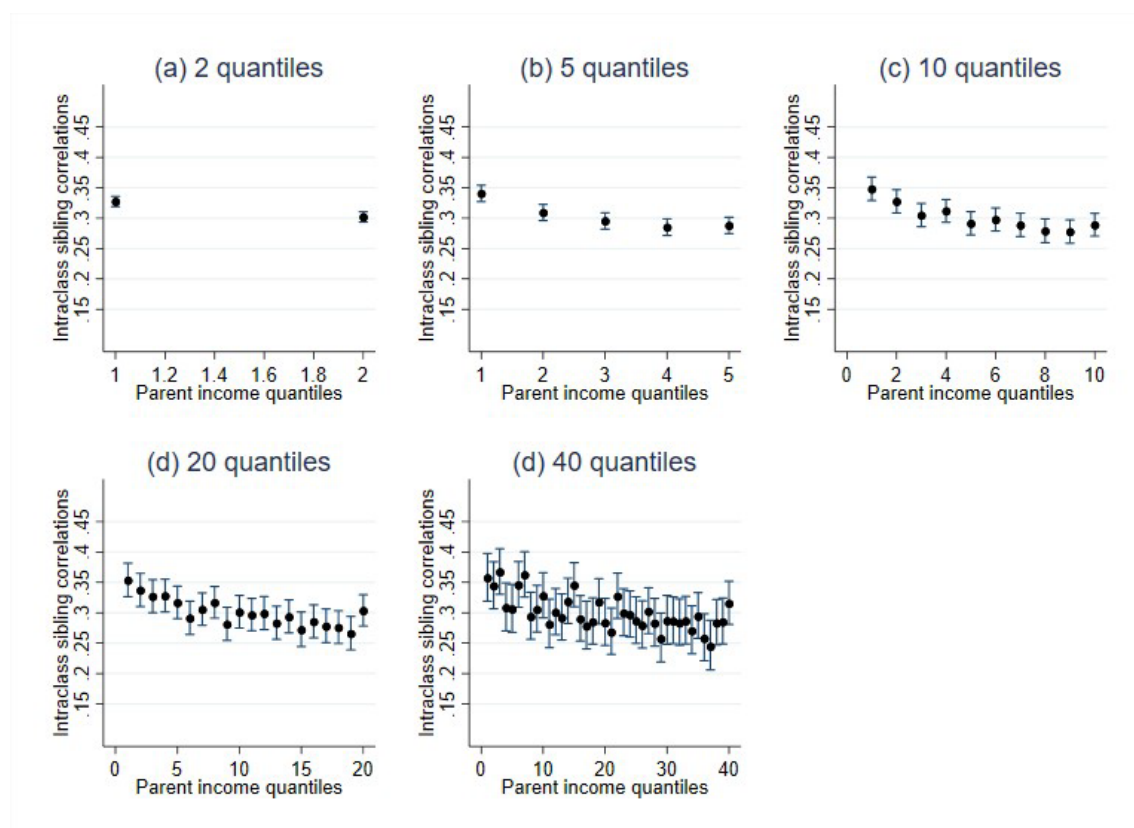 (a) 2 quantiles
Intraclass sibling correlations
.45
.4
.35
.3
.25
.2
.15
1 1.2 1.4 1.6 1.8 2
Parent income quantiles
(b) 5 quantiles
Intraclass sibling correlations
.45
.4
.35
.3
.25
.2
.15
1 2 3 4 5
Parent income quantiles
(c) 10 quantiles
Intraclass sibling correlations
.45
.4
.35
.3
.25
.2
.15
0 2 4 6 8 10
Parent income quantiles
(d) 20 quantiles
Intraclass sibling correlations
.45
.4
.35
.3
.25
.2
.15
0 5 10 15 20
Parent income quantiles
(d) 40 quantiles
Intraclass sibling correlations
.45
.4
.35
.3
.25
.2
.15
0 10 20 30 40
Parent income quantiles